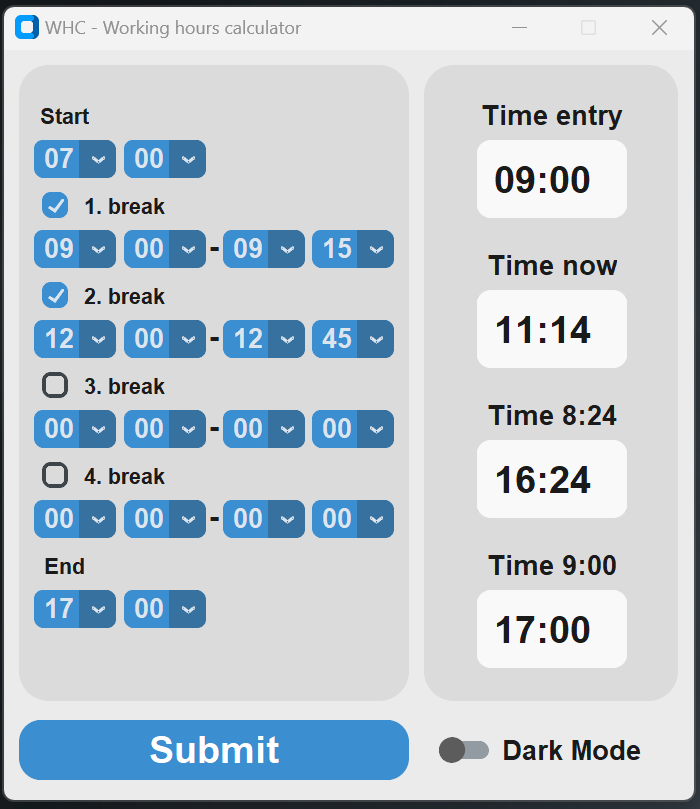 WHC - Working hours calculator
Start
07 00
1. break
09 00 - 09 15
2. break
12 00 - 12 45
3. break
00 00 - 00 00
4. break
00 00 - 00 00
End
17 00
Submit
Time entry
09:00
Time now
11:14
Time 8:24
16:24
Time 9:00
17:00
Dark Mode